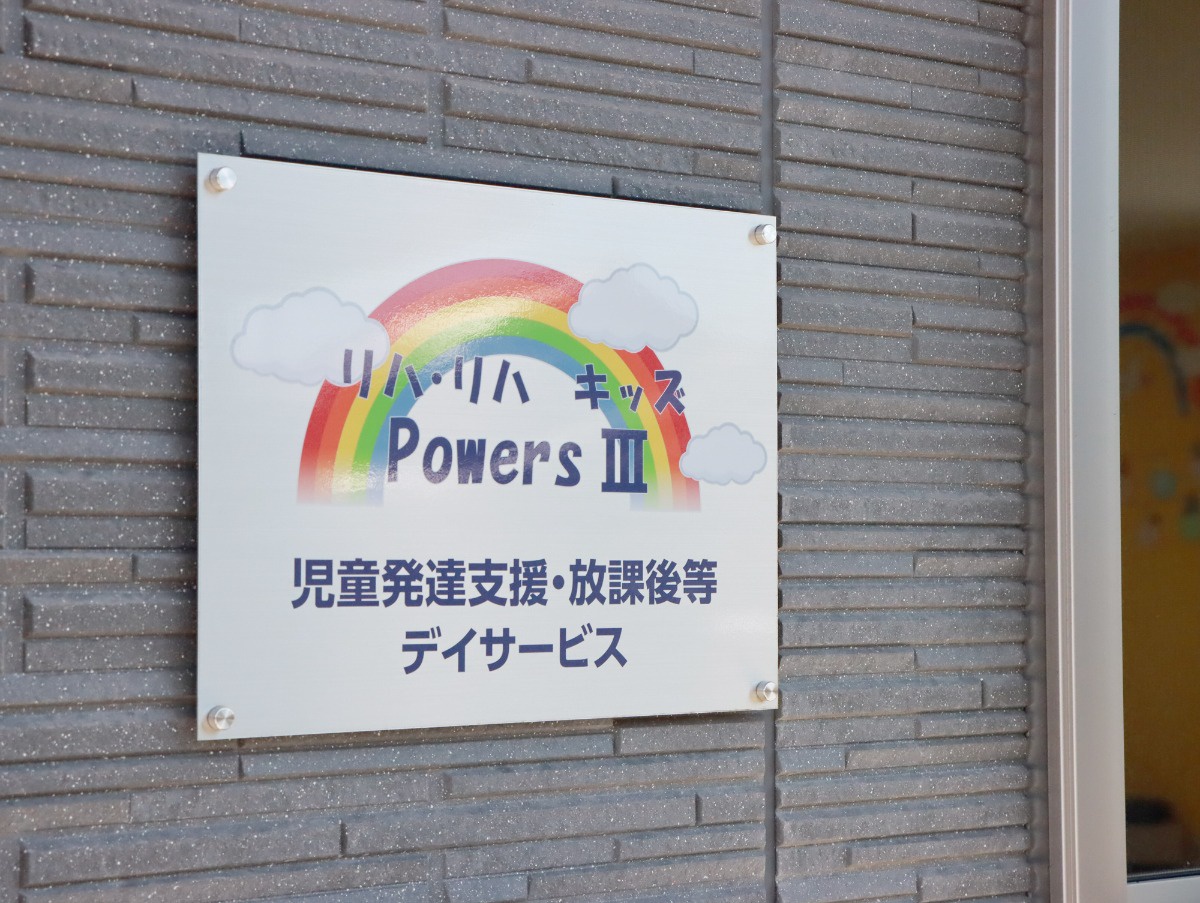 リハ・リハ　キッズ
Powers Ⅲ
児童発達支援・放課後等
デイサービス